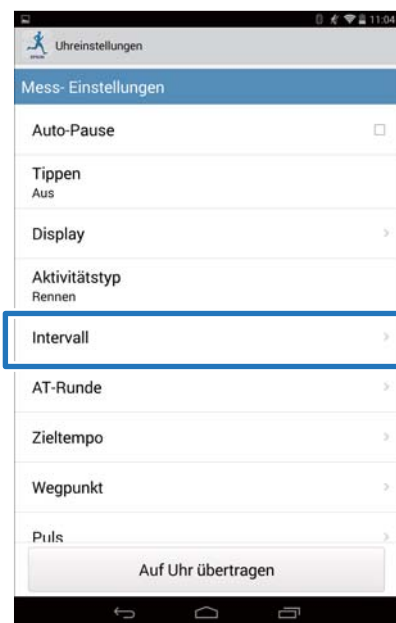 11:04
Uhreinstellungen
Mess- Einstellungen
Auto-Pause
Tippen
Aus
Display
Aktivitätstyp
Rennen
Intervall
AT-Runde
Zieltempo
Wegpunkt
Puls
Auf Uhr übertragen